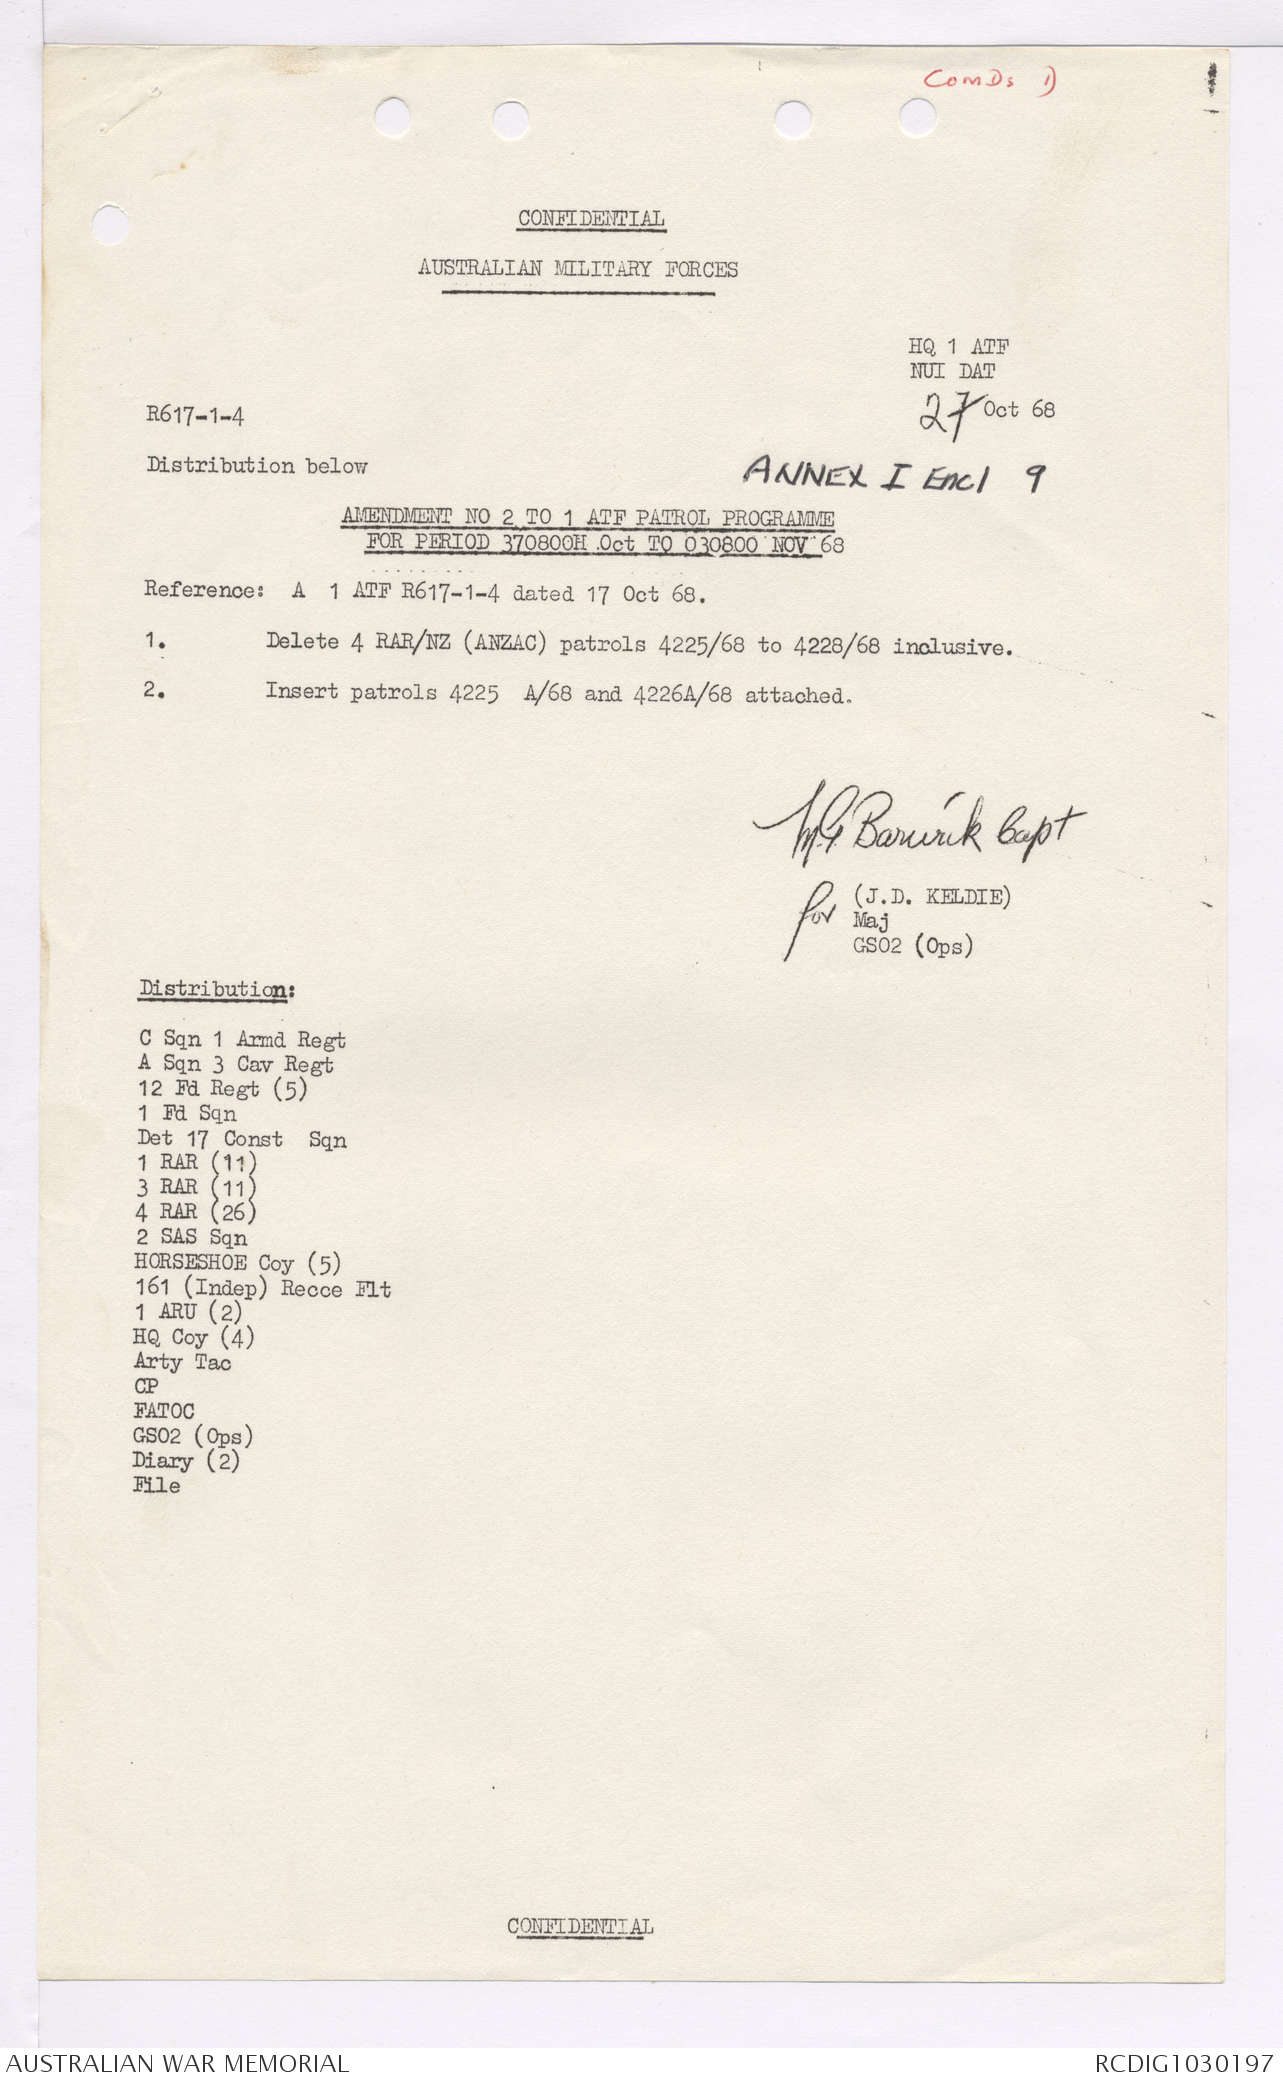 ComDs 1)
CONFIDENTIAL
AUSTRALIAN MILITARY FORCES
HQ 1 ATF
NUI DAT
27 Oct 68
R617-1-4
Distribution below
ANNEX I Encl 9
AMENDMENT NO 2 TO 1 ATF PATROL PROGRAMME
FOR PERIOD 370800H Oct TO 030800 NOV 68
Reference: A 1 ATF R617-1-4 dated 17 Oct 68.
1. Delete 4 RAR/NZ (ANZAC) patrols 4225/68 to 4228/68 inclusive.
2. Insert patrols 4225 A/68 and 4226A/68 attached.
M.G. Barwick Capt
for (J.D. KELDIE)
Maj
GSO2 (Ops)
Distribution:
C Sqn 1 Armd Regt
A Sqn 3 Cav Regt
12 Fd Regt (5)
1 Fd Sqn
Det 17 Const Sqn
1 RAR (11)
3 RAR (11)
4 RAR (26)
2 SAS Sqn
HORSESHOE Coy (5)
161 (Indep) Recce Flt
1 ARU (2)
HQ Coy (4)
Arty Tac
CP
FATOC
GSO2 (Ops)
Diary (2)
File
CONFIDENTIAL
AUSTRALIAN WAR MEMORIAL
RCDIG1030197